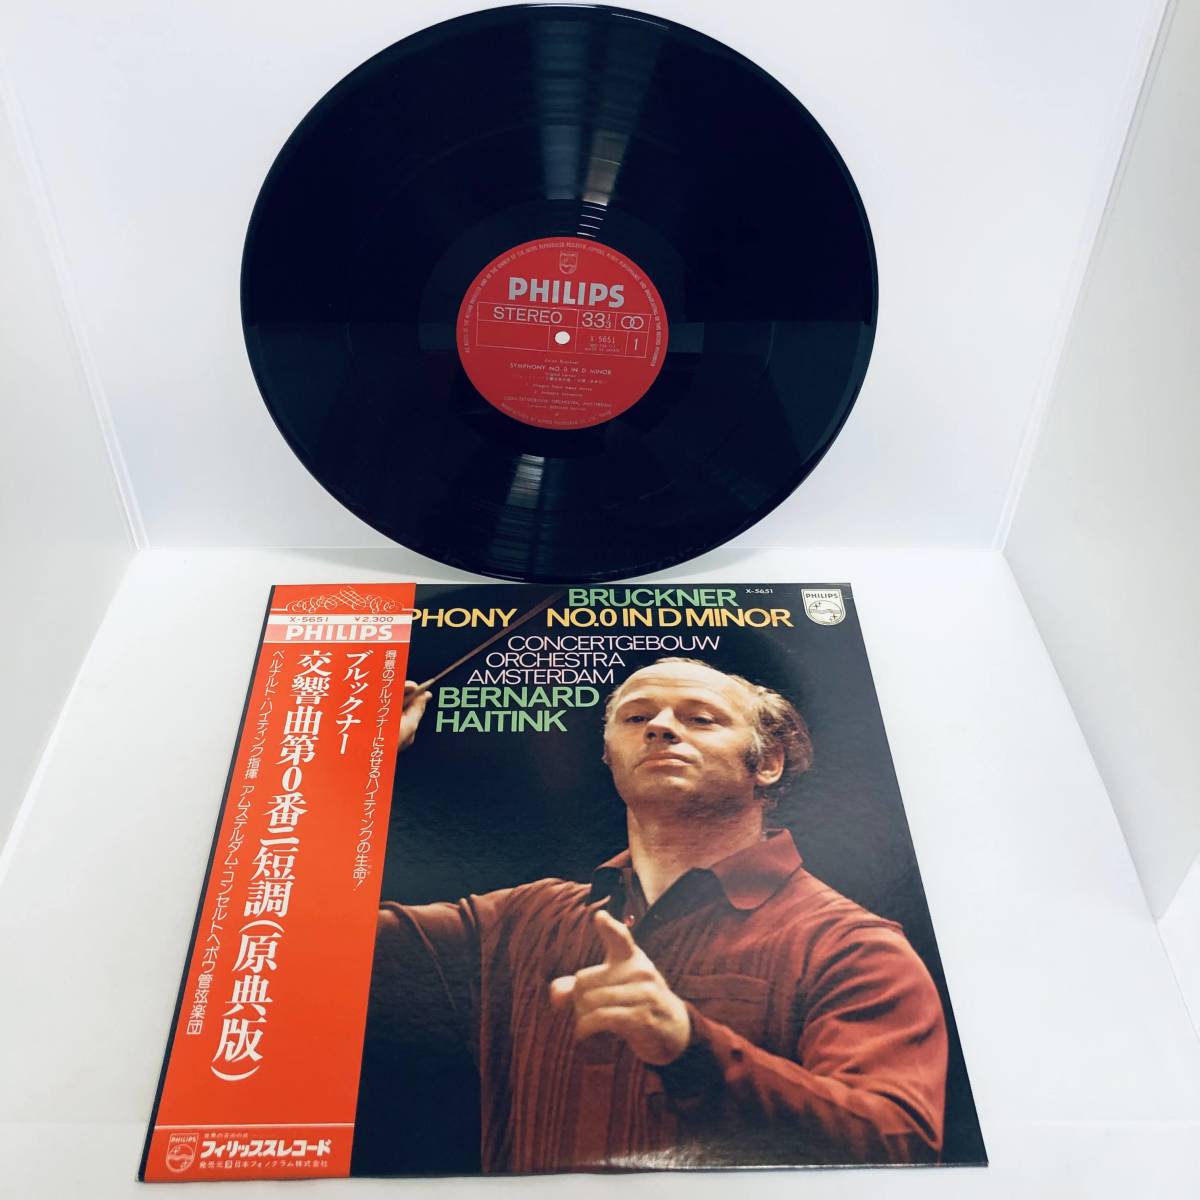 PHILIPS
STEREO 33 1/3
X 5651
1
SYMPHONY NO. 0 IN D MINOR
CONCERTGEBOUW ORCHESTRA, AMSTERDAM
X-5651
PHILIPS
BRUCKNER
PHONY NO.0 IN D MINOR
CONCERTGEBOUW
ORCHESTRA
AMSTERDAM
BERNARD
HAITINK
X-5651 ¥2,300
PHILIPS
得意のブルックナーにみせるハイティンクの生命!
ブルックナー
交響曲第0番ニ短調(原典版)
ベルナルト・ハイティンク指揮 アムステルダム・コンセルトヘボウ管弦楽団
PHILIPS
フィリップスレコード
発売元 日本フォノグラム株式会社